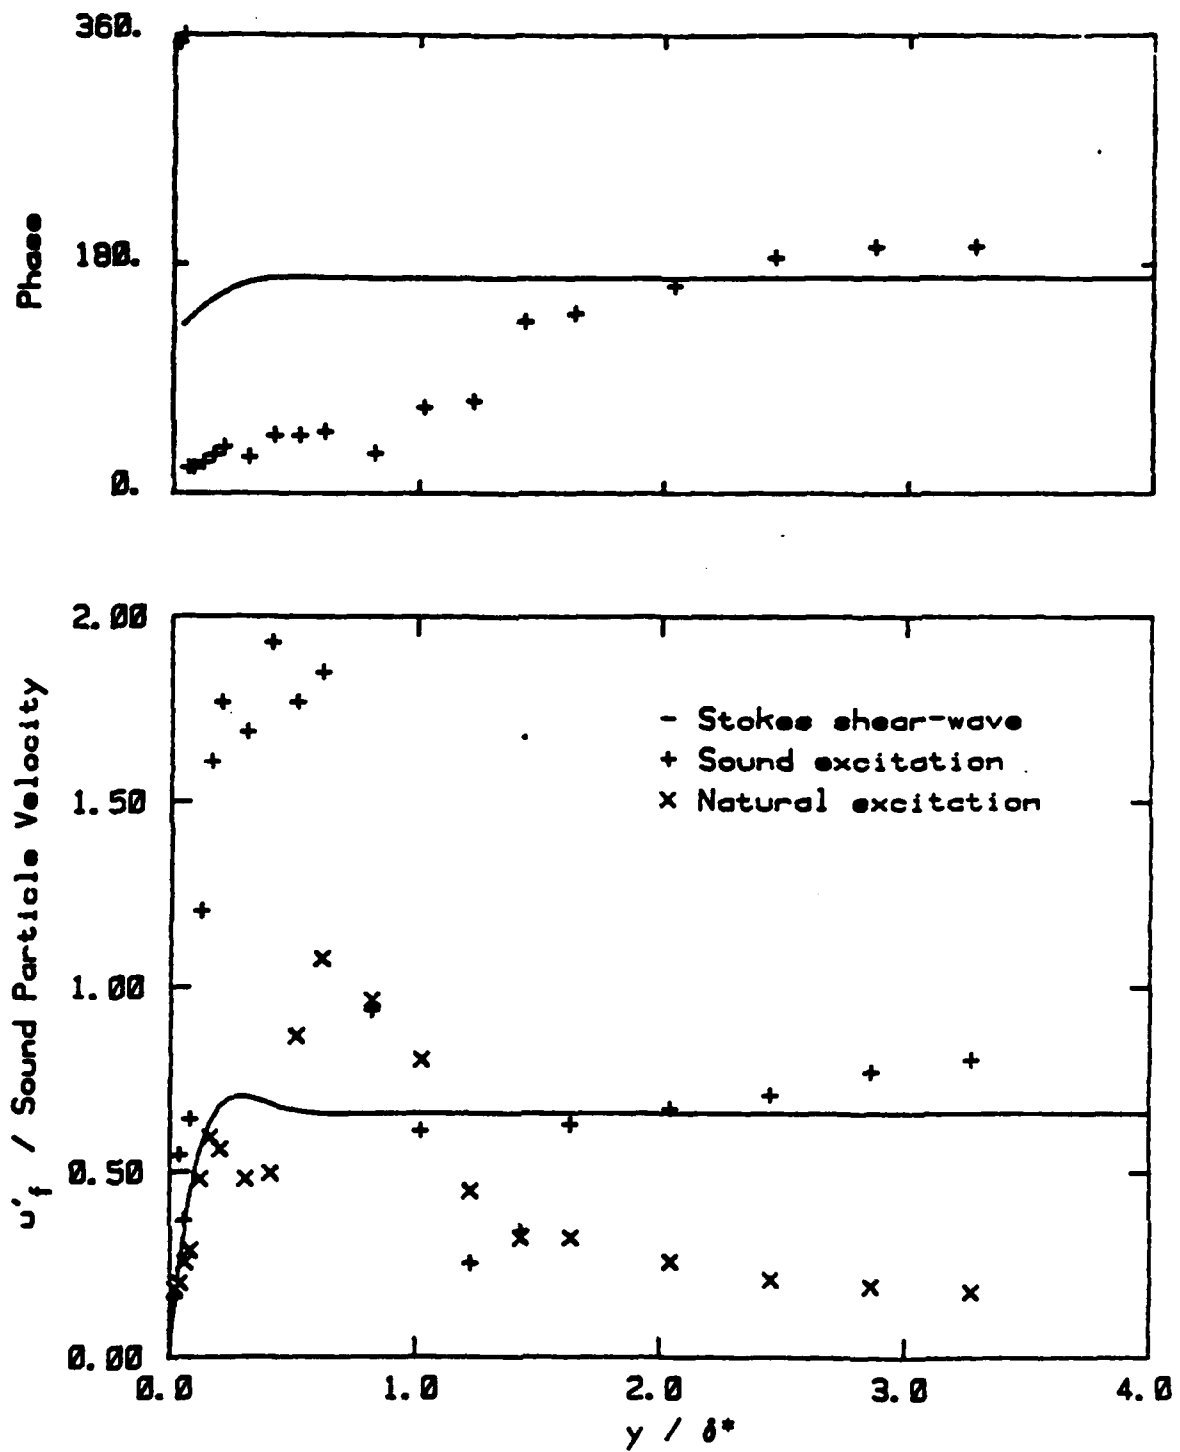 360.
180.
0.
Phase
2.00
1.50
1.00
0.50
0.00
0.0 1.0 2.0 3.0 4.0
y / δ*
u'f / Sound Particle Velocity
- Stokes shear-wave
+ Sound excitation
× Natural excitation